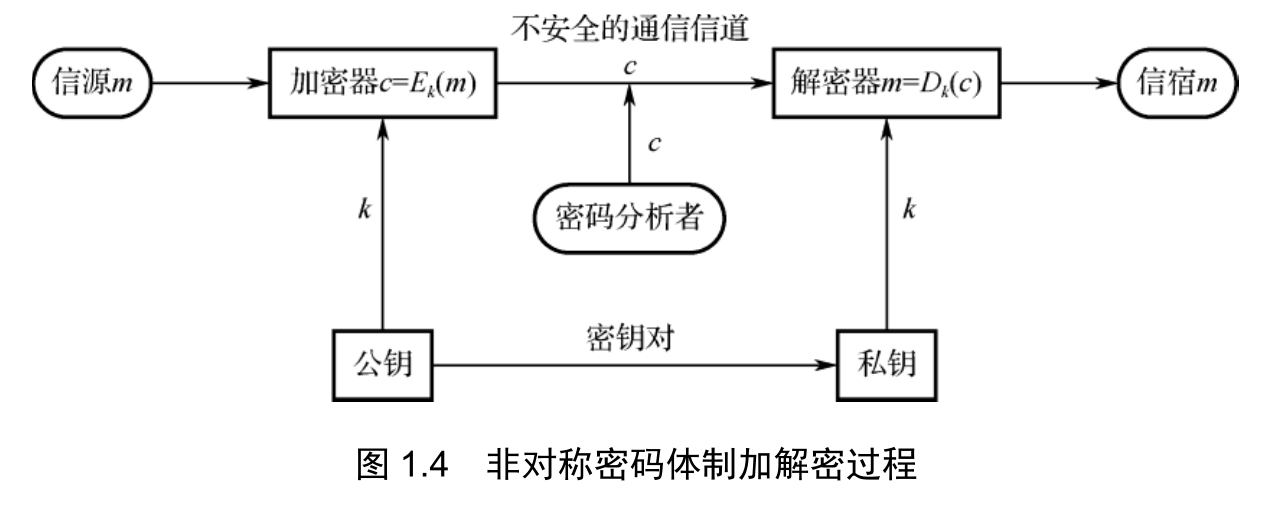 不安全的通信信道
信源m
加密器c=Eₖ(m)
c
解密器m=Dₖ(c)
信宿m
c
k
密码分析者
k
密钥对
公钥
私钥
图 1.4 非对称密码体制加解密过程